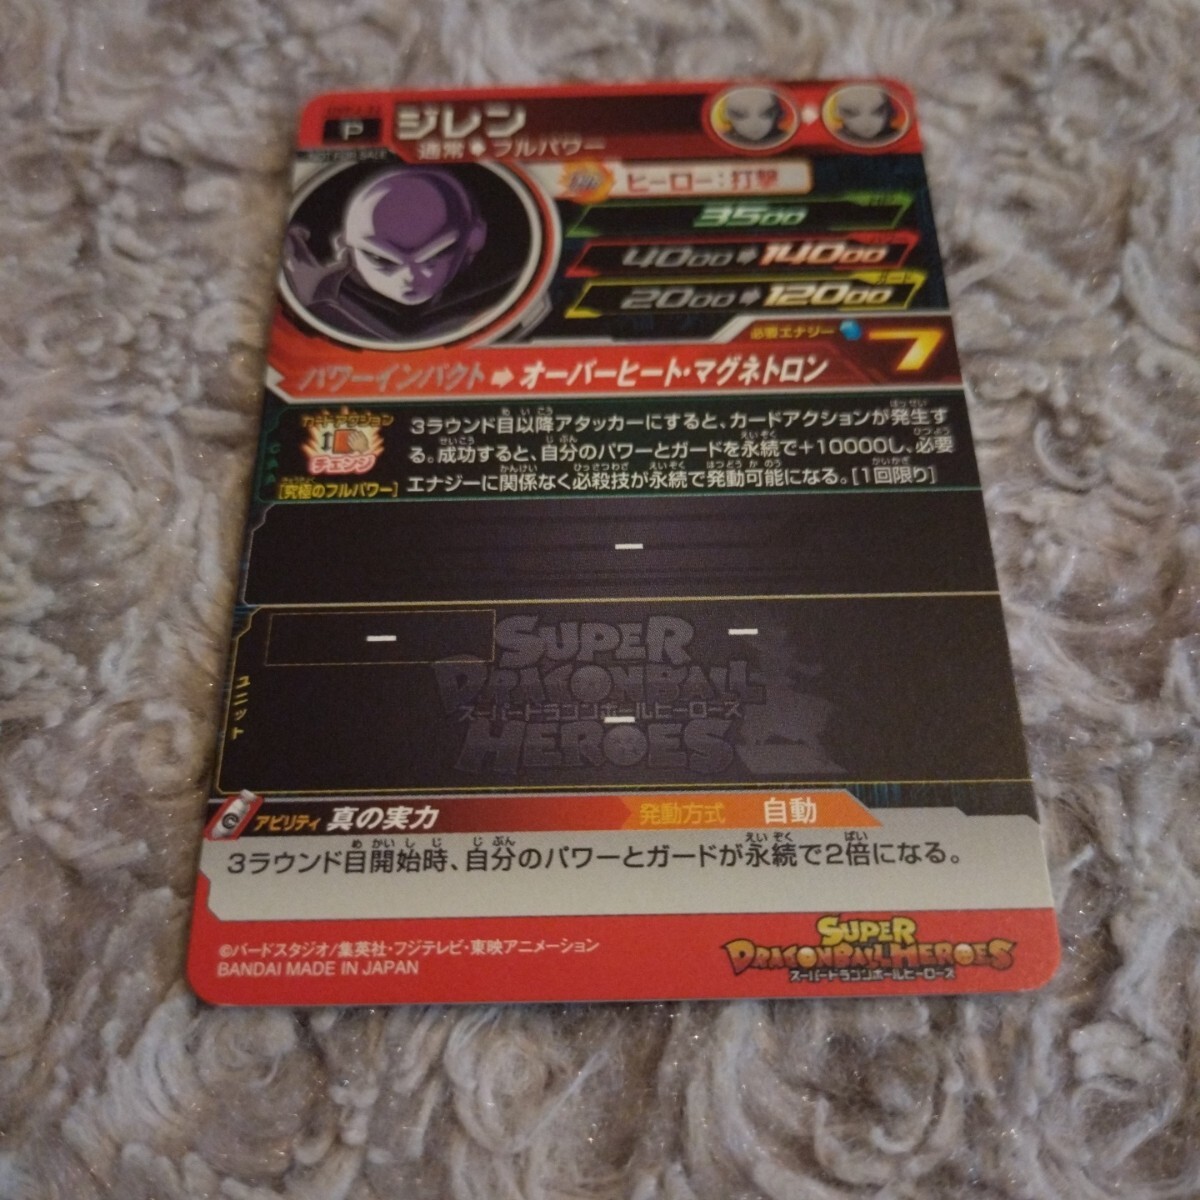 P
ジレン
通常 フルパワー
NOT FOR SALE
ヒーロー:打撃
3500
4000⇨14000
2000⇨12000
必要エナジー 7
パワーインパクト⇨オーバーヒート・マグネトロン
カードアクション
チェンジ
[究極のフルパワー]
CAA
3ラウンド目以降アタッカーにすると、カードアクションが発生す
る。成功すると、自分のパワーとガードを永続で+10000し、必要
エナジーに関係なく必殺技が永続で発動可能になる。[1回限り]
ー
ユニット
ー
ー
ー
SUPER
DRAGONBALL
スーパードラゴンボールヒーローズ
HEROES
アビリティ 真の実力
発動方式 自動
3ラウンド目開始時、自分のパワーとガードが永続で2倍になる。
©バードスタジオ/集英社・フジテレビ・東映アニメーション
BANDAI MADE IN JAPAN
SUPER
DRAGONBALL HEROES
スーパードラゴンボールヒーローズ